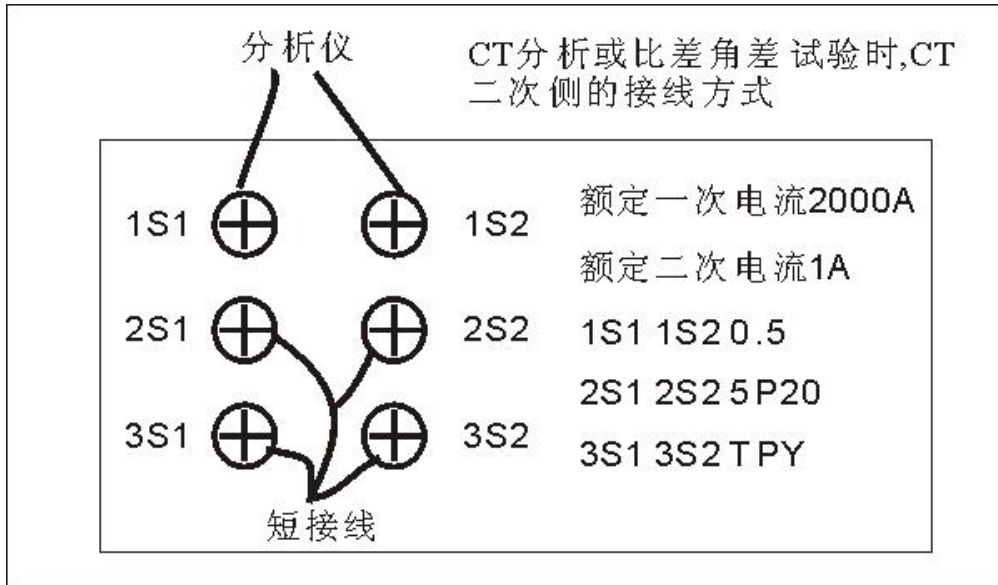 分析仪
CT分析或比差角差试验时,CT
二次侧的接线方式
1S1
1S2
额定一次电流2000A
额定二次电流1A
2S1
2S2
1S1 1S2 0.5
2S1 2S2 5P20
3S1
3S2
3S1 3S2 TPY
短接线